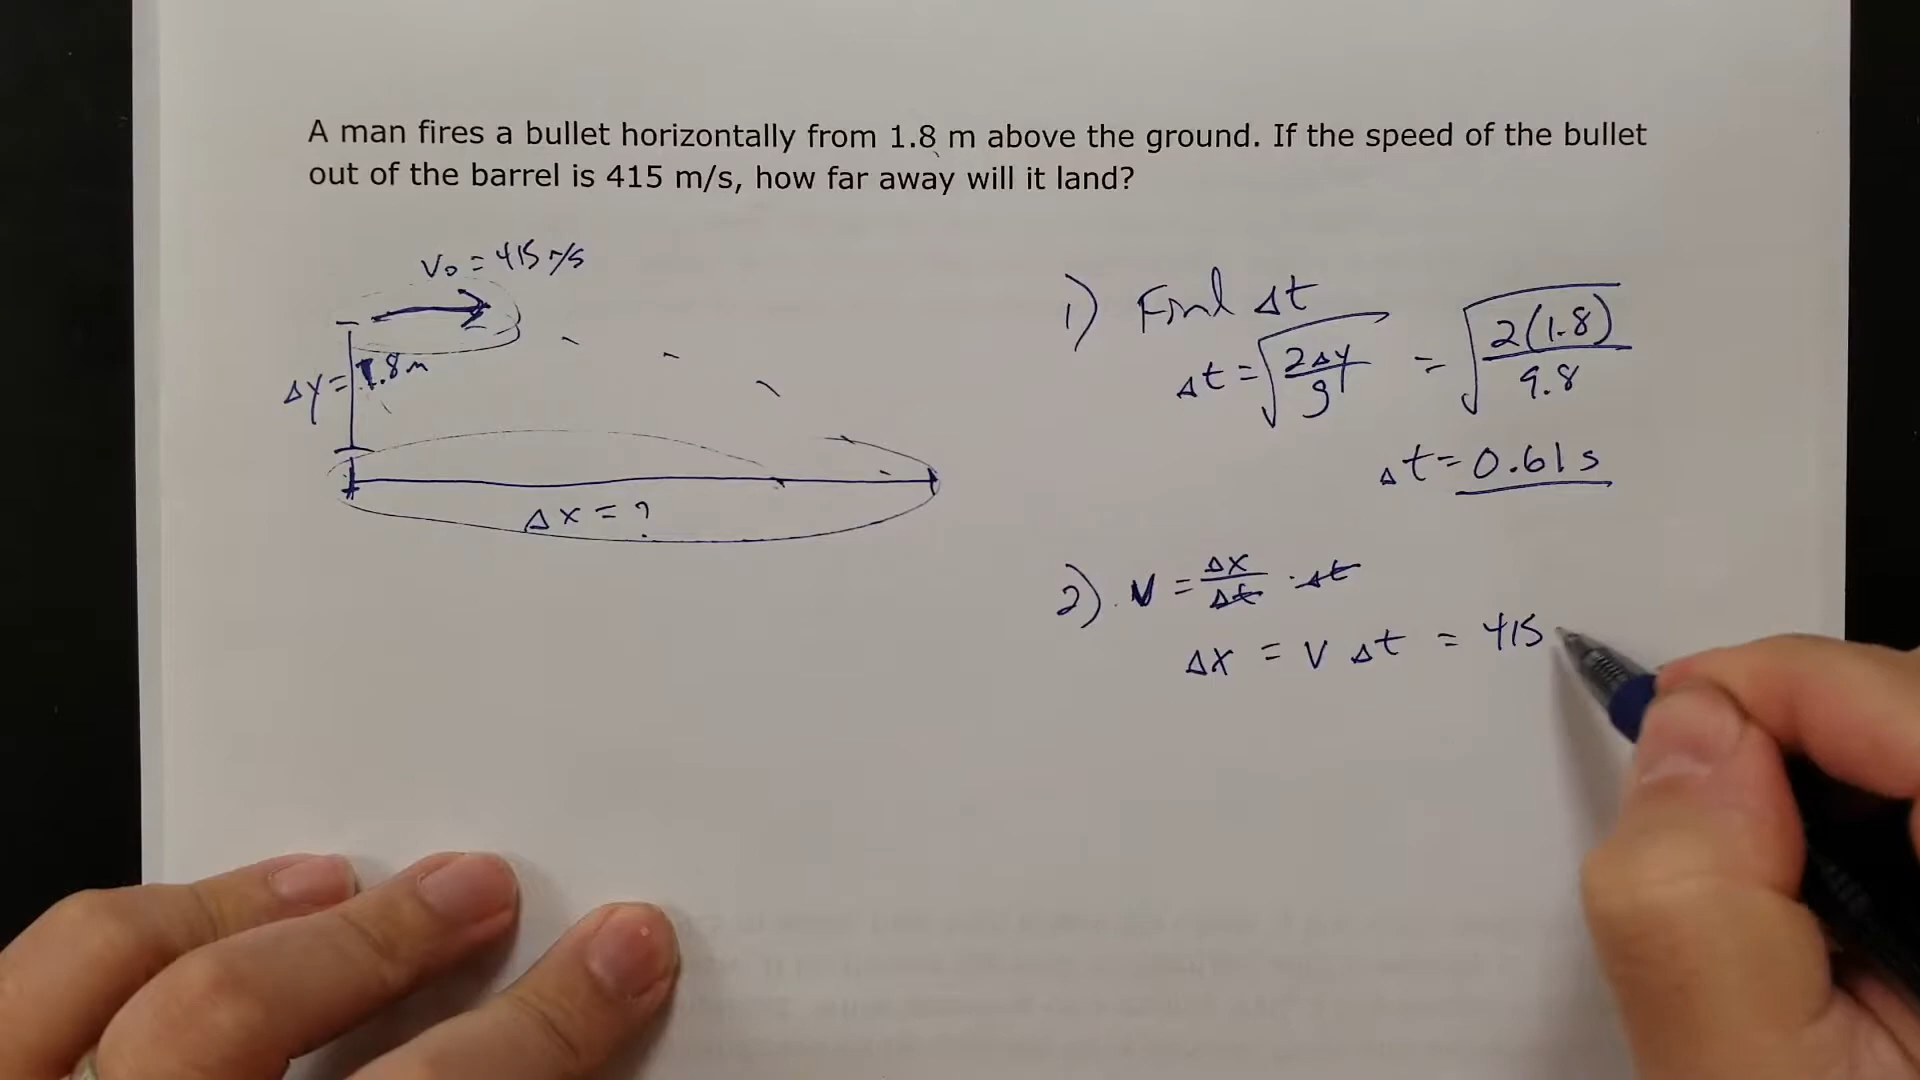 A man fires a bullet horizontally from 1.8 m above the ground. If the speed of the bullet
out of the barrel is 415 m/s, how far away will it land?
V₀ = 415 m/s
Δy = 1.8m
Δx = ?
1) Find Δt
Δt = √(2Δy/g) = √(2(1.8)/9.8)
Δt = 0.61 s
2) V = Δx/Δt · Δt
Δx = V Δt = 415